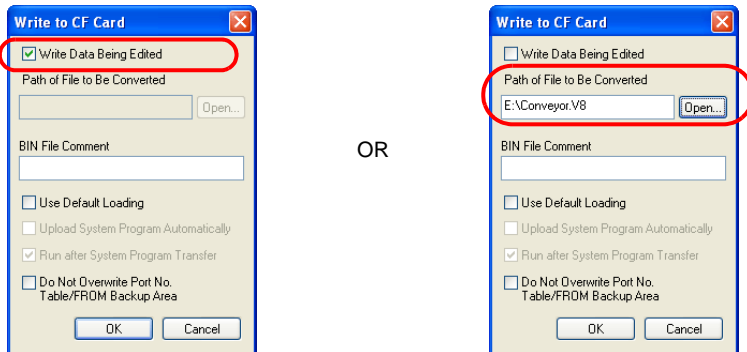 Write to CF Card
Write Data Being Edited
Path of File to Be Converted
Open...
BIN File Comment
Use Default Loading
Upload System Program Automatically
Run after System Program Transfer
Do Not Overwrite Port No.
Table/FROM Backup Area
OK Cancel
OR
Write to CF Card
Write Data Being Edited
Path of File to Be Converted
E:\Conveyor.V8 Open...
BIN File Comment
Use Default Loading
Upload System Program Automatically
Run after System Program Transfer
Do Not Overwrite Port No.
Table/FROM Backup Area
OK Cancel